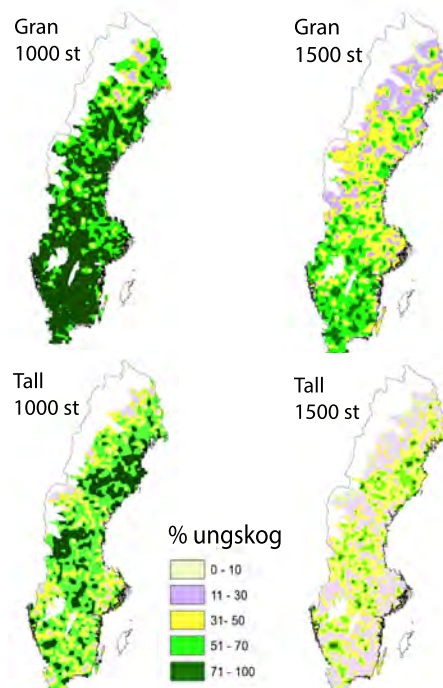 Gran
1000 st
Gran
1500 st
Tall
1000 st
Tall
1500 st
% ungskog
0 - 10
11 - 30
31- 50
51 - 70
71 - 100